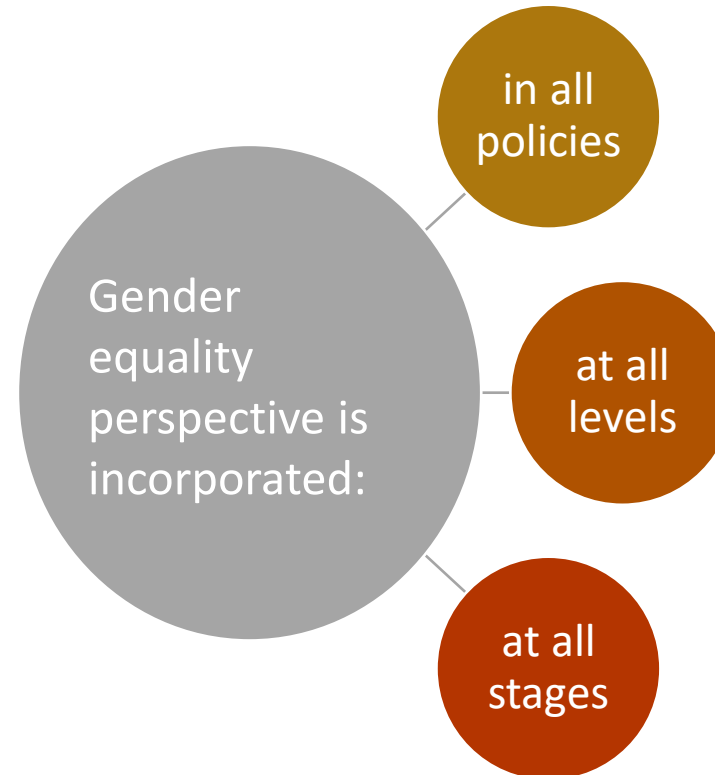 Gender
equality
perspective is
incorporated:
in all
policies
at all
levels
at all
stages